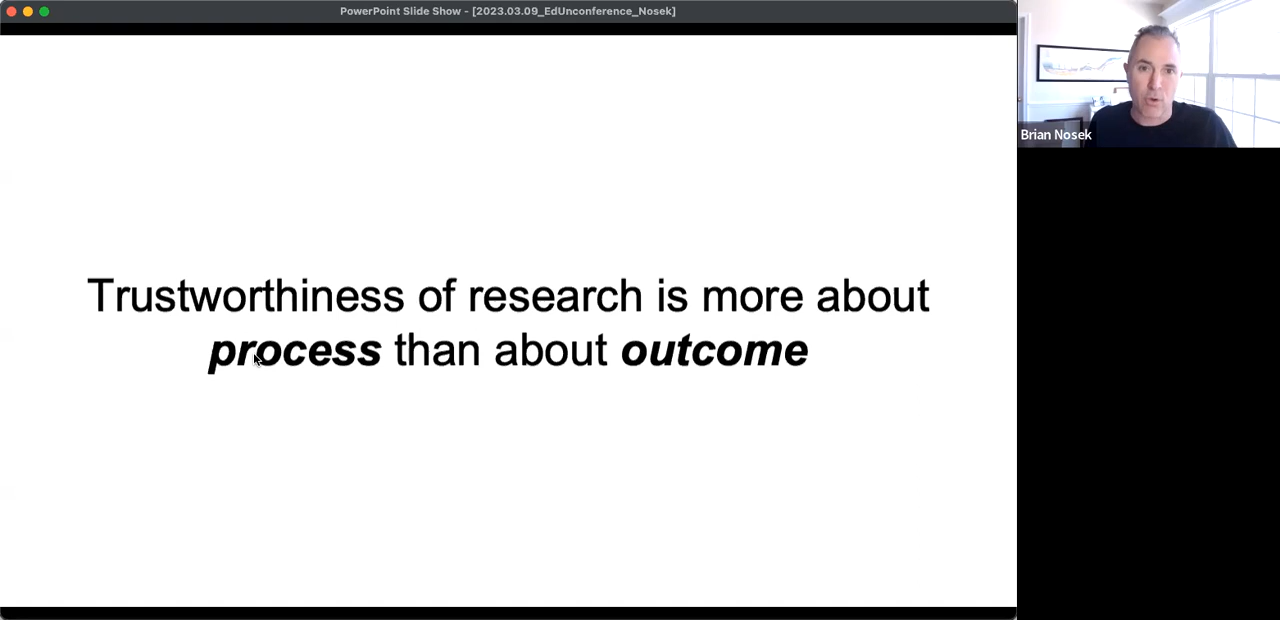 PowerPoint Slide Show - [2023.03.09_EdUnconference_Nosek]
Trustworthiness of research is more about
process than about outcome
Brian Nosek